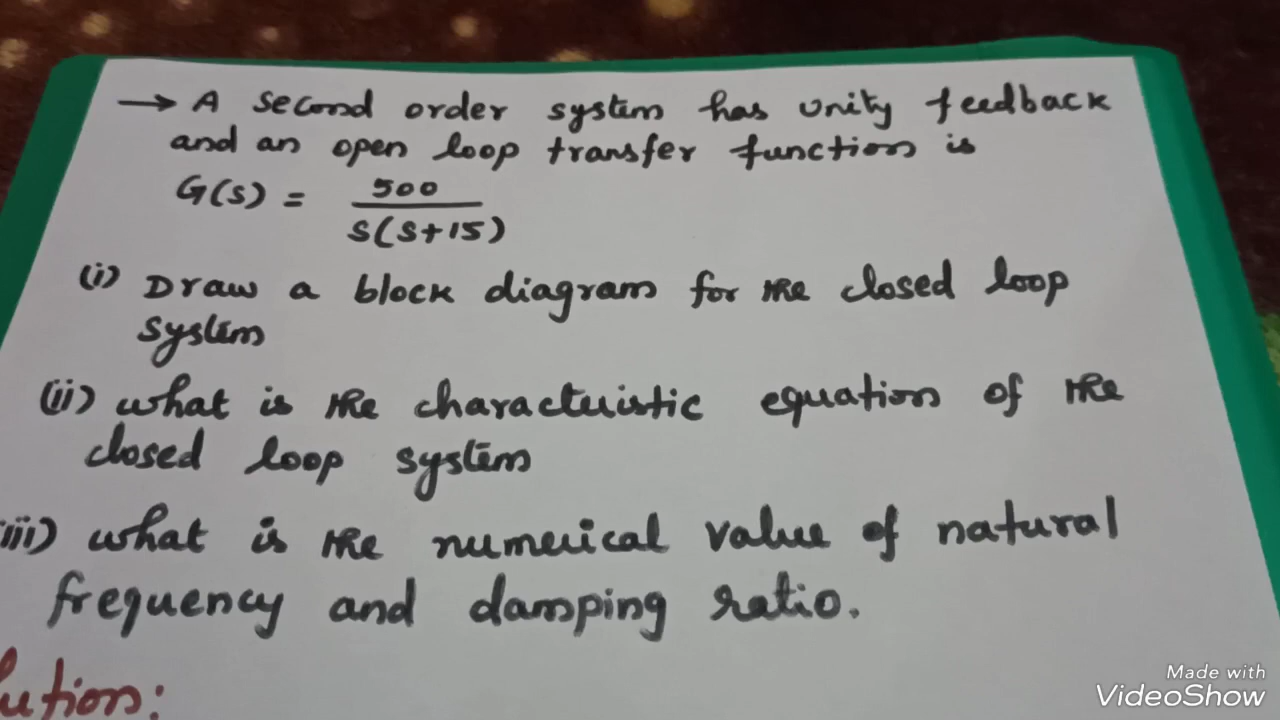 → A second order system has unity feedback
and an open loop transfer function is
G(s) = 500 / s(s+15)
(i) Draw a block diagram for the closed loop
system
(ii) what is the characteristic equation of the
closed loop system
iii) what is the numerical value of natural
frequency and damping ratio.
lution:
Made with
VideoShow